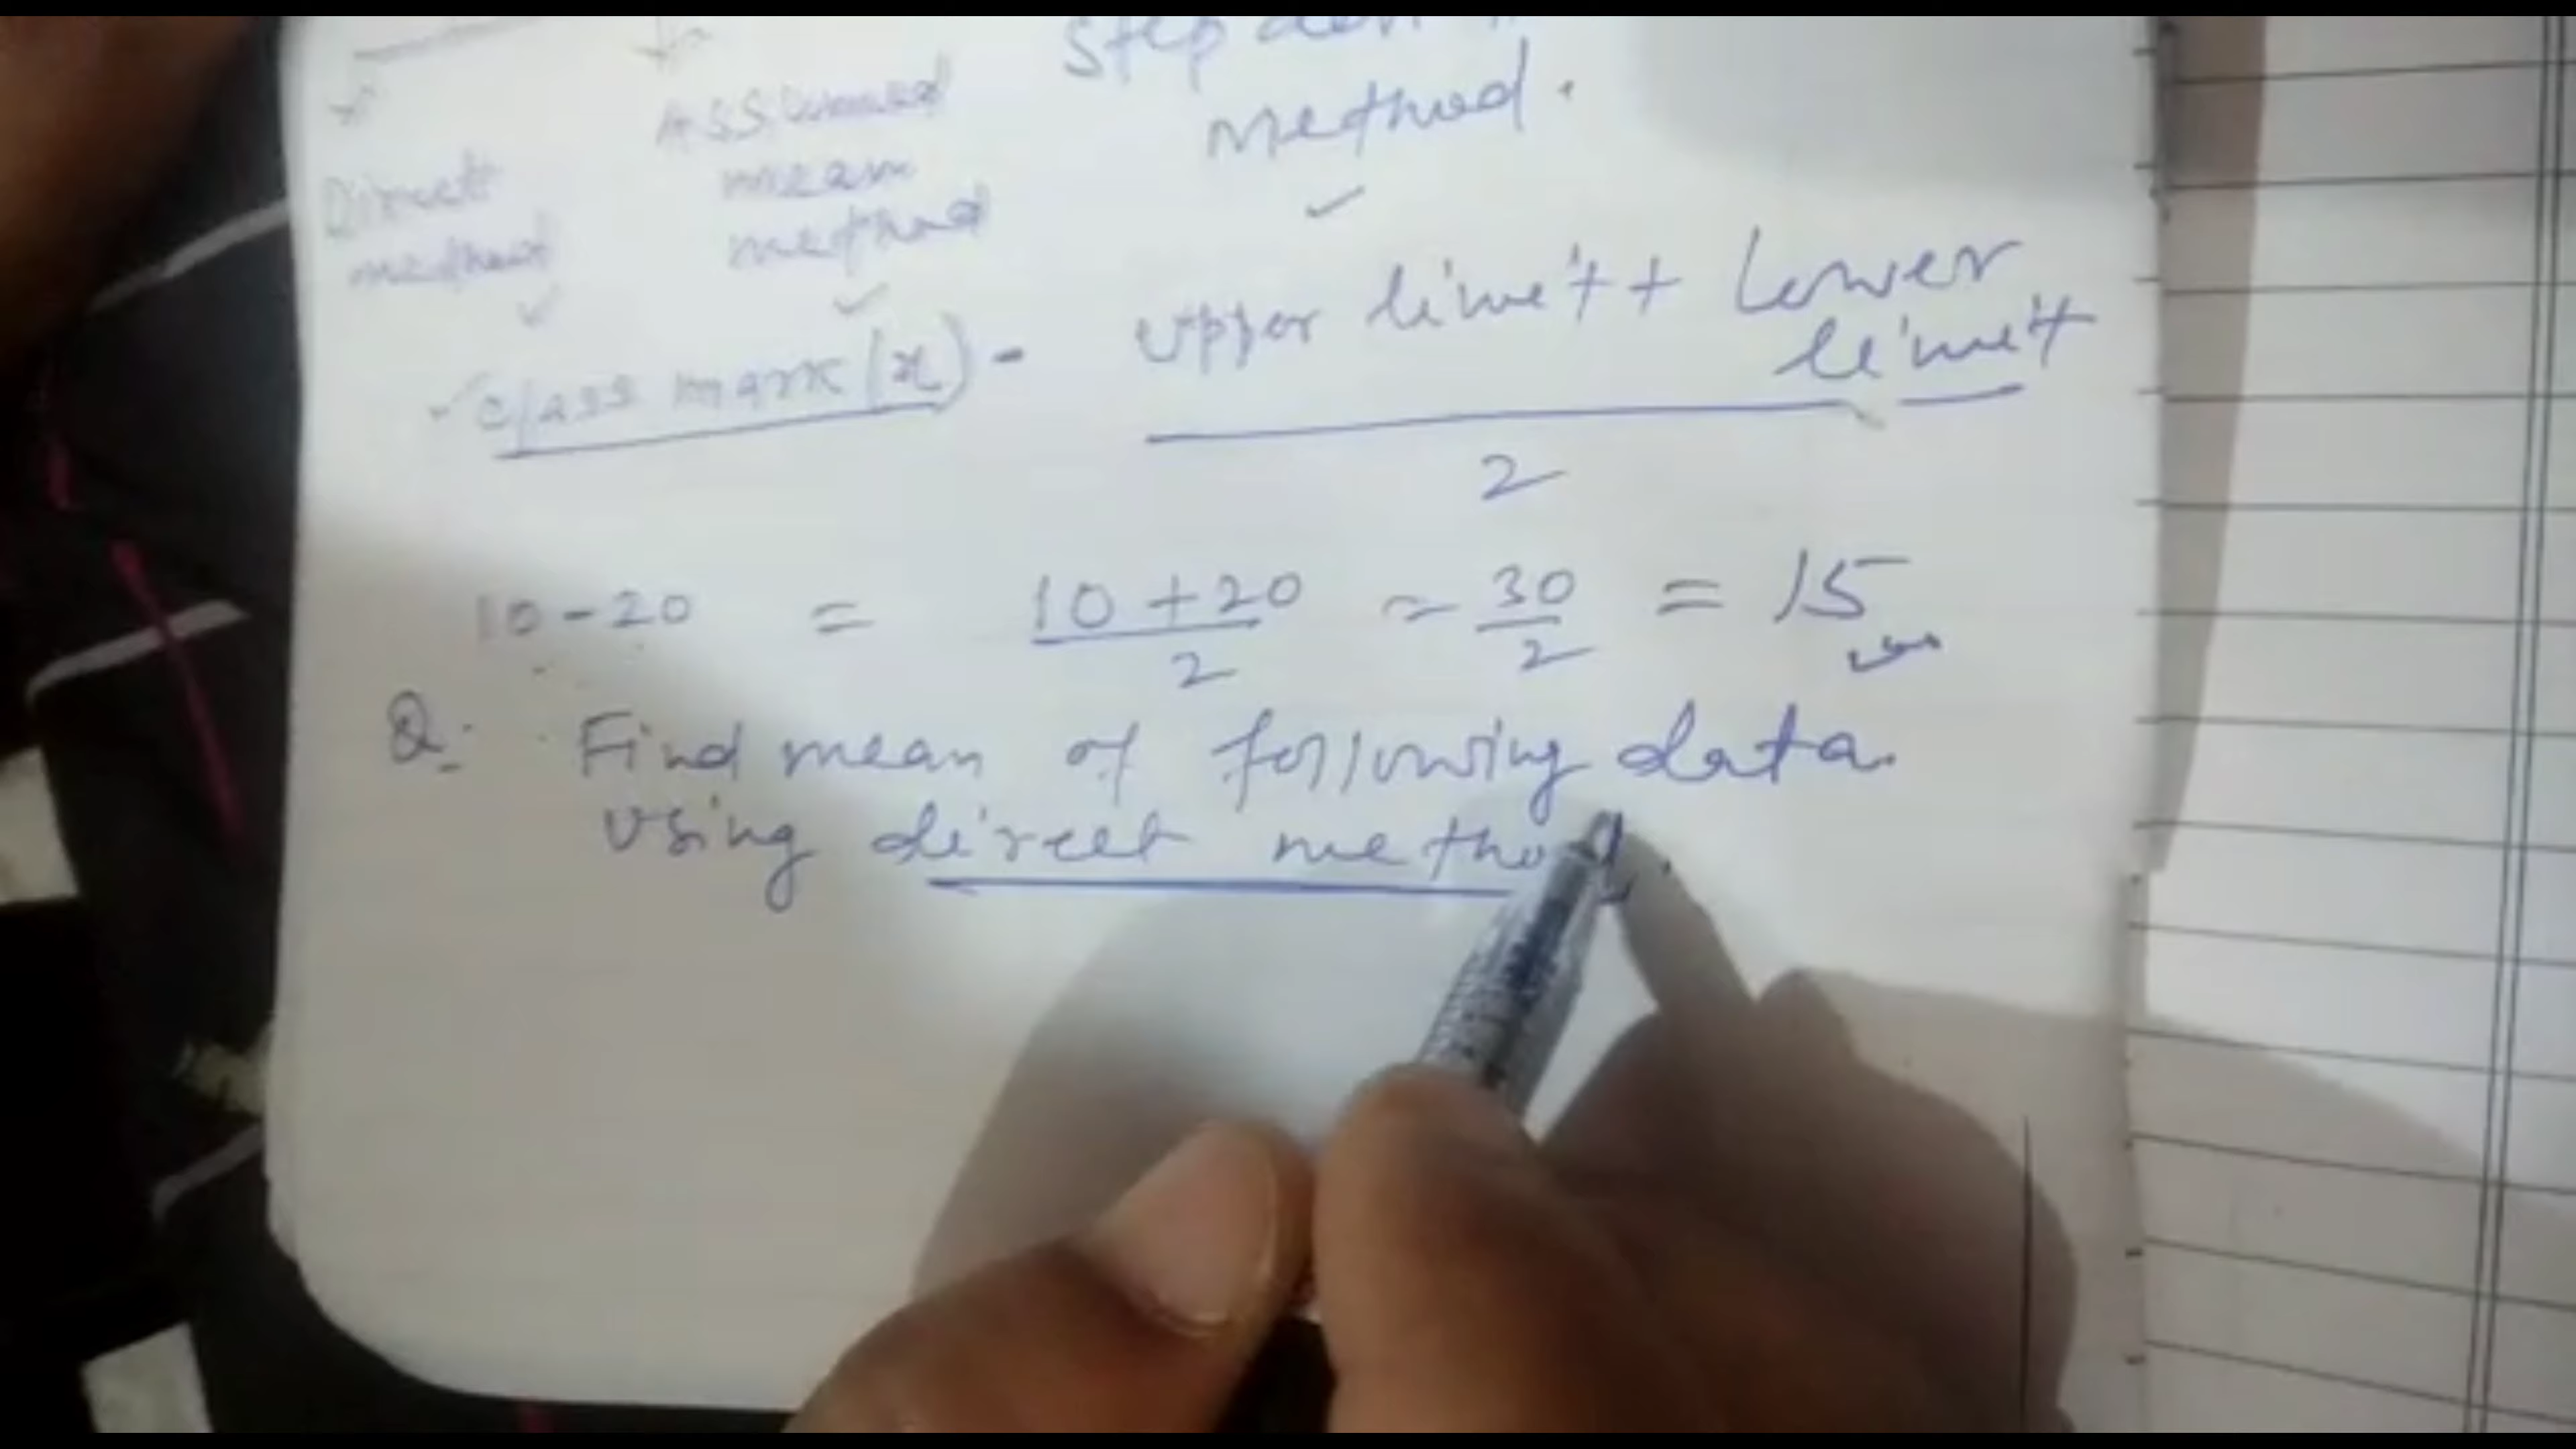 Step
Method.
Direct
method
Assumed
mean
method
class mark (x) - upper limit + Lower
limit
2
10-20 = 10+20 = 30 = 15
2 2
Q. Find mean of following data
using direct method.